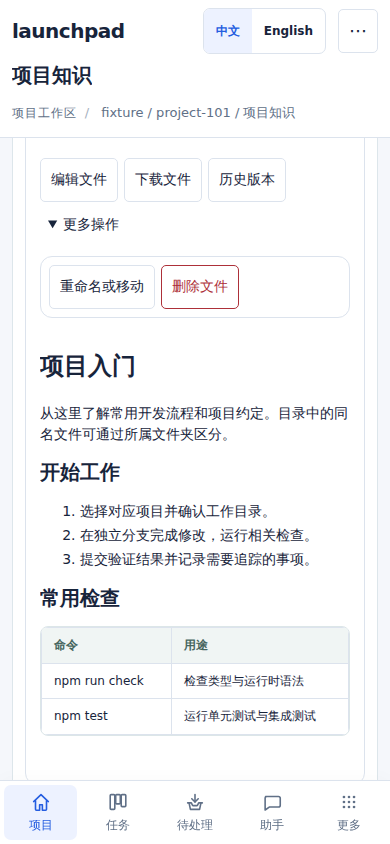 launchpad
中文
English
项目知识
项目工作区 / fixture / project-101 / 项目知识
编辑文件
下载文件
历史版本
▼ 更多操作
重命名或移动
删除文件
项目入门
从这里了解常用开发流程和项目约定。目录中的同
名文件可通过所属文件夹区分。
开始工作
1. 选择对应项目并确认工作目录。
2. 在独立分支完成修改，运行相关检查。
3. 提交验证结果并记录需要追踪的事项。
常用检查
命令 用途
npm run check 检查类型与运行时语法
npm test 运行单元测试与集成测试
项目
任务
待处理
助手
更多